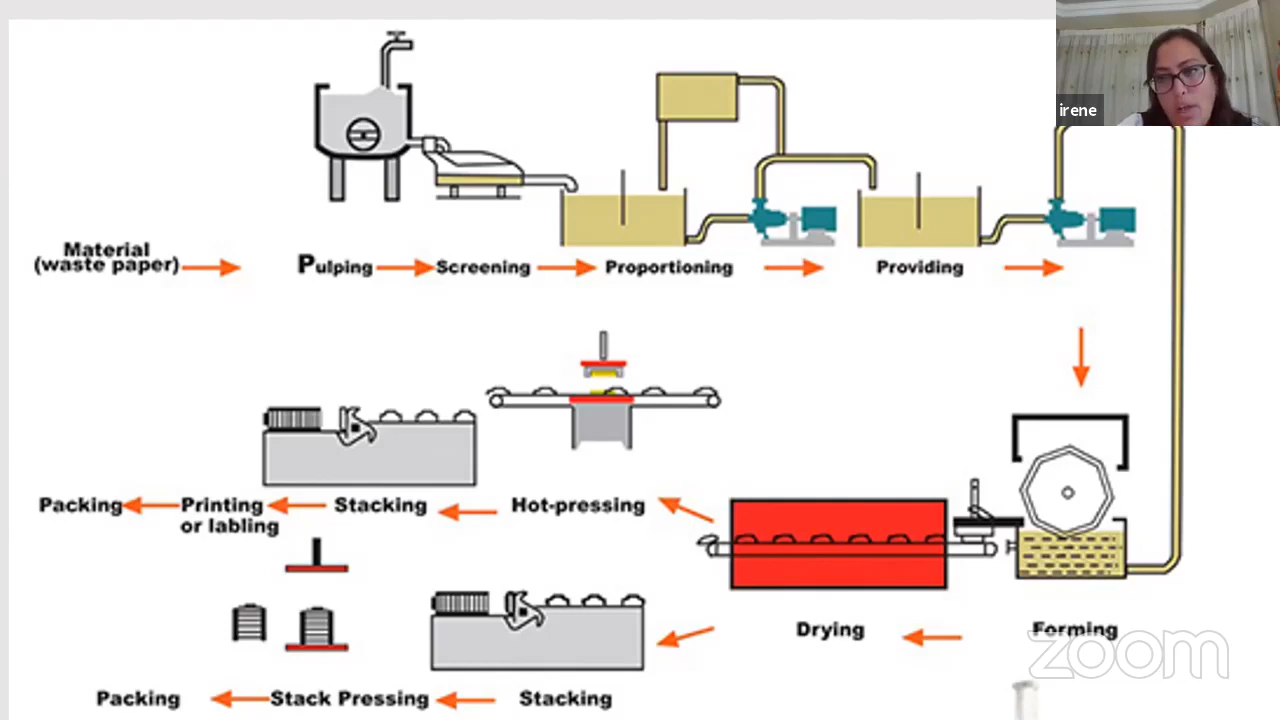 irene
Material
(waste paper)
Pulping
Screening
Proportioning
Providing
Packing
Printing
or labling
Stacking
Hot-pressing
Drying
Forming
zoom
Packing
Stack Pressing
Stacking